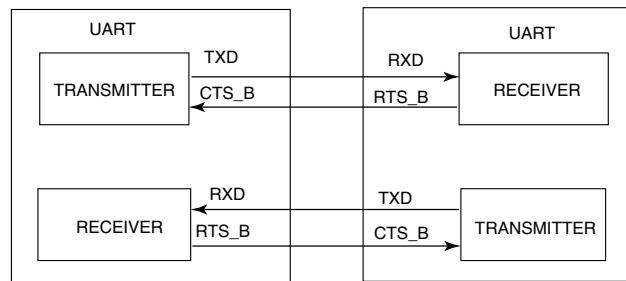 UART UART
TXD RXD
TRANSMITTER CTS_B RTS_B RECEIVER
RXD TXD
RECEIVER RTS_B CTS_B TRANSMITTER